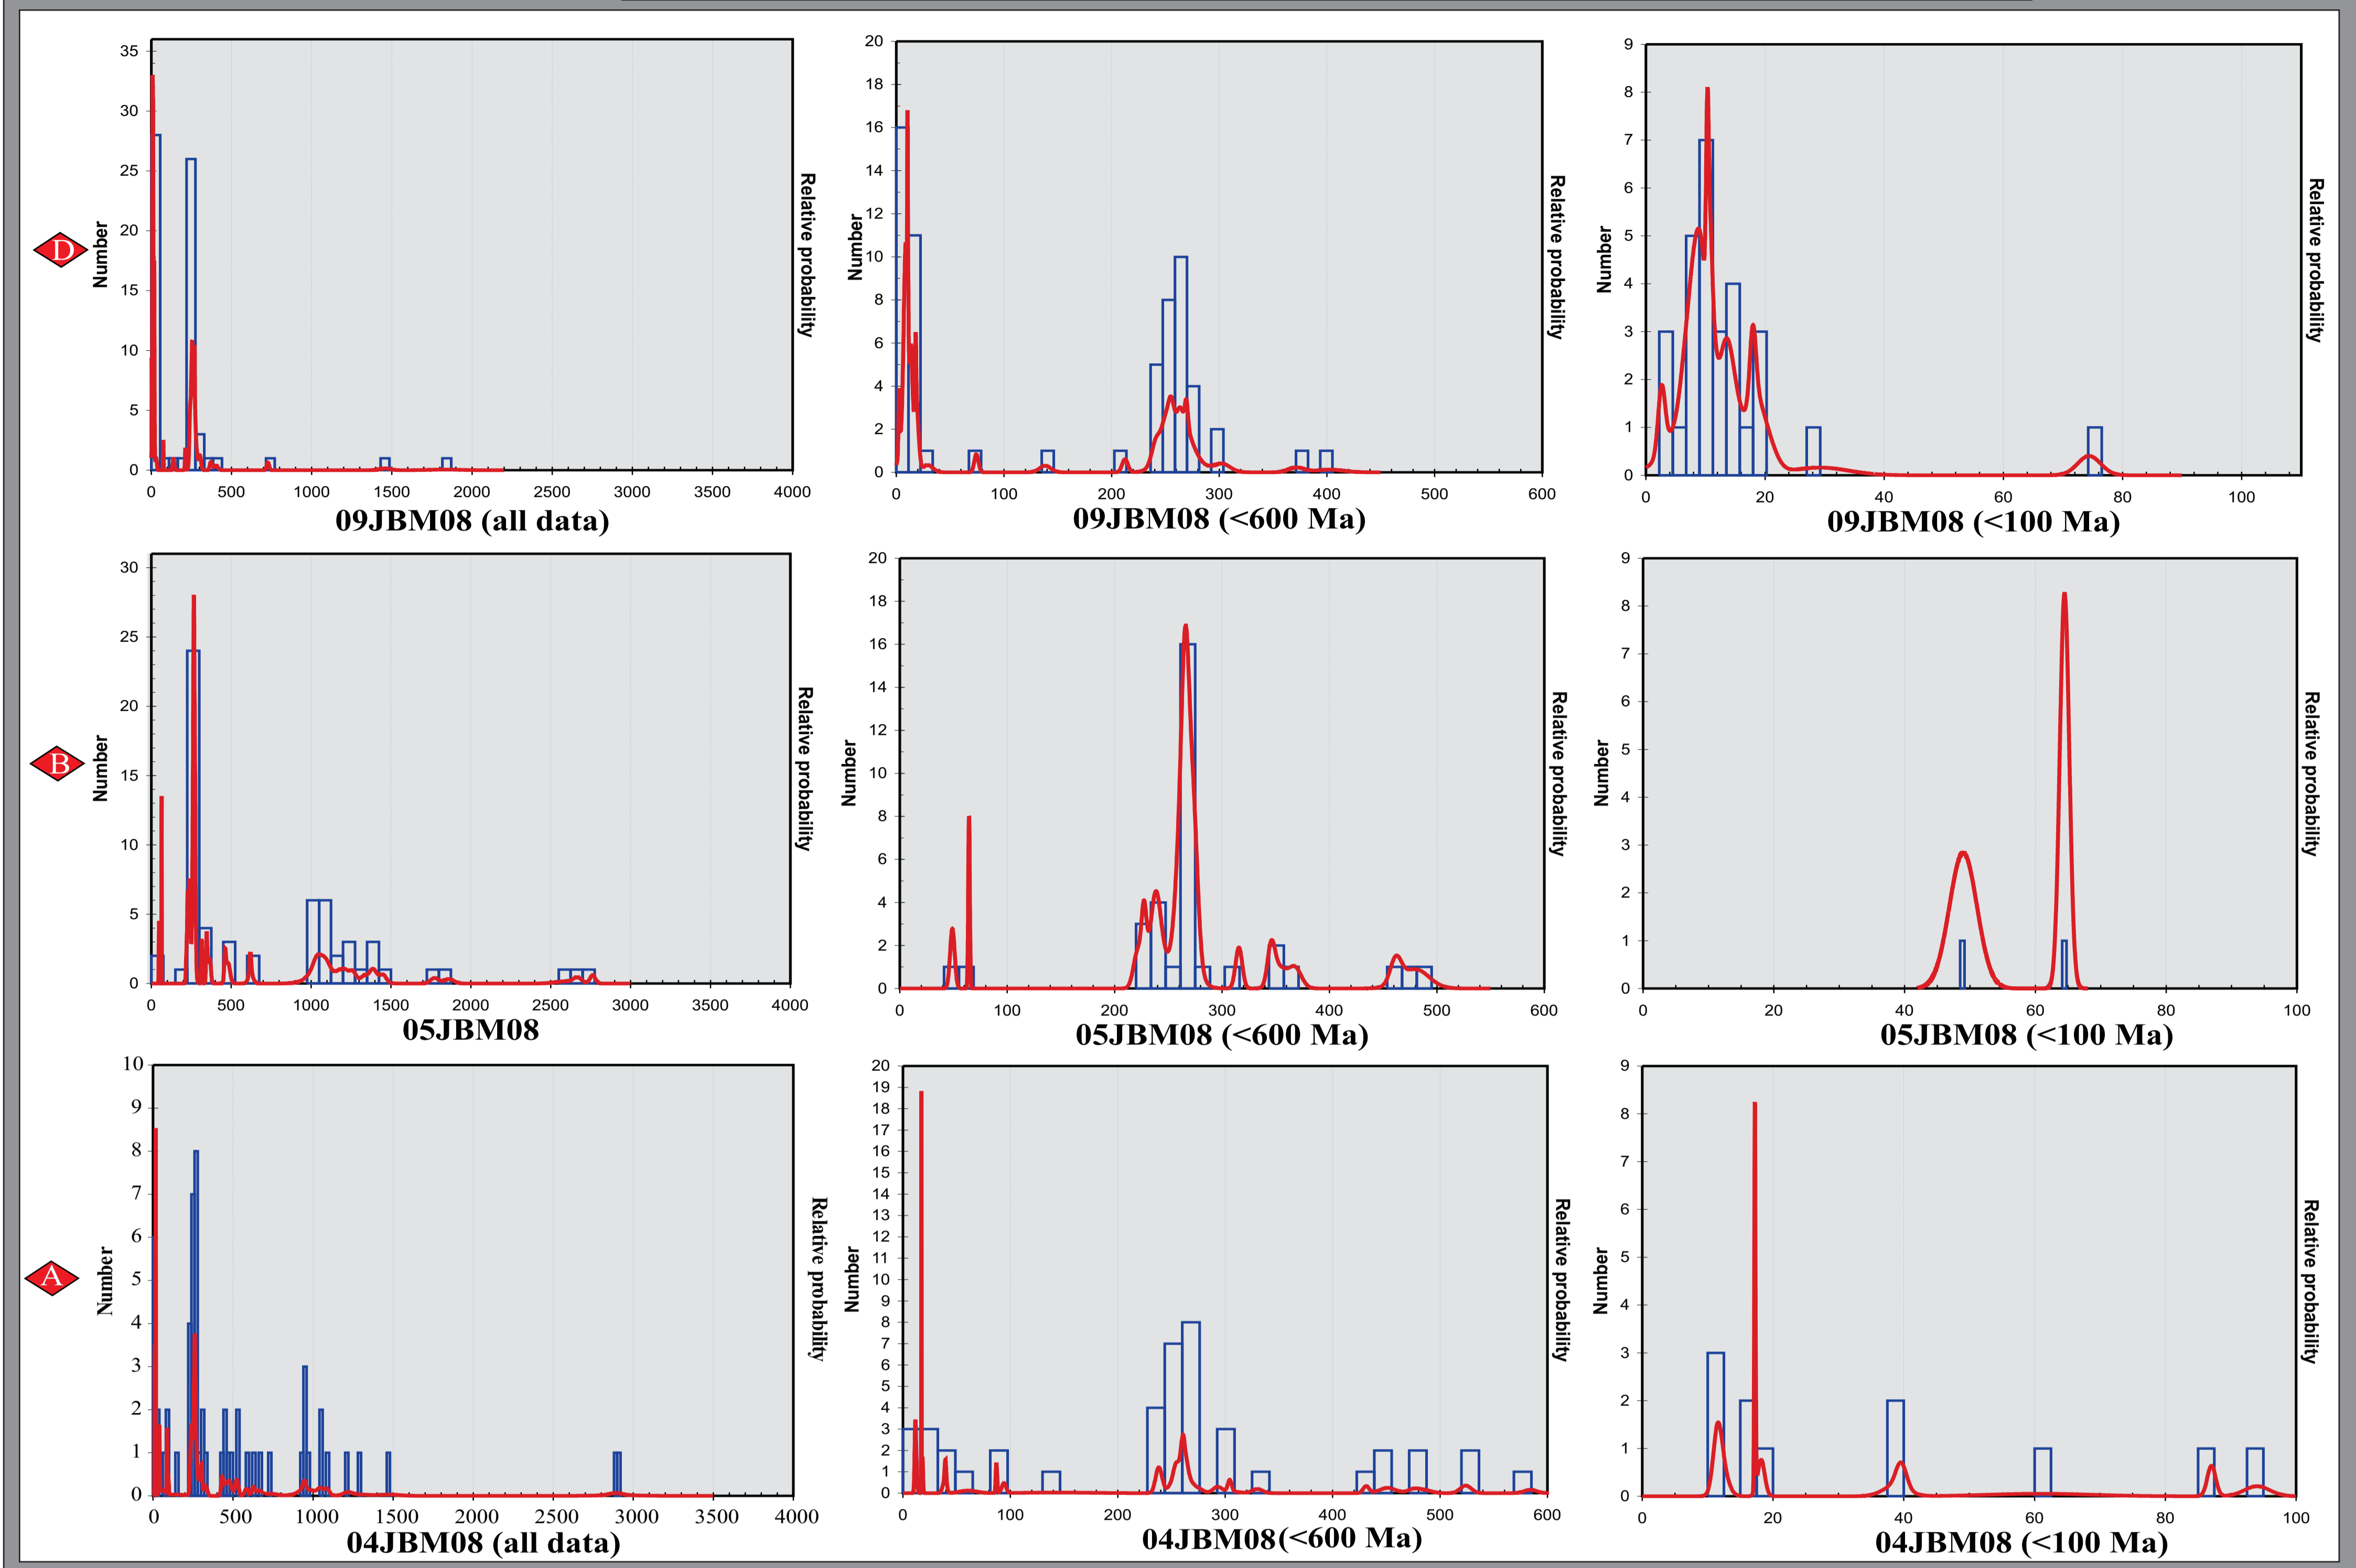 D
Number
35
30
25
20
15
10
5
0
0 500 1000 1500 2000 2500 3000 3500 4000
Relative probability
09JBM08 (all data)
Number
20
18
16
14
12
10
8
6
4
2
0
0 100 200 300 400 500 600
Relative probability
09JBM08 (<600 Ma)
Number
9
8
7
6
5
4
3
2
1
0
0 20 40 60 80 100
Relative probability
09JBM08 (<100 Ma)
B
Number
30
25
20
15
10
5
0
0 500 1000 1500 2000 2500 3000 3500 4000
Relative probability
05JBM08
Number
20
18
16
14
12
10
8
6
4
2
0
0 100 200 300 400 500 600
Relative probability
05JBM08 (<600 Ma)
Number
9
8
7
6
5
4
3
2
1
0
0 20 40 60 80 100
Relative probability
05JBM08 (<100 Ma)
A
Number
10
9
8
7
6
5
4
3
2
1
0
0 500 1000 1500 2000 2500 3000 3500 4000
Relative probability
04JBM08 (all data)
Number
20
19
18
17
16
15
14
13
12
11
10
9
8
7
6
5
4
3
2
1
0
0 100 200 300 400 500 600
Relative probability
04JBM08(<600 Ma)
Number
9
8
7
6
5
4
3
2
1
0
0 20 40 60 80 100
Relative probability
04JBM08 (<100 Ma)